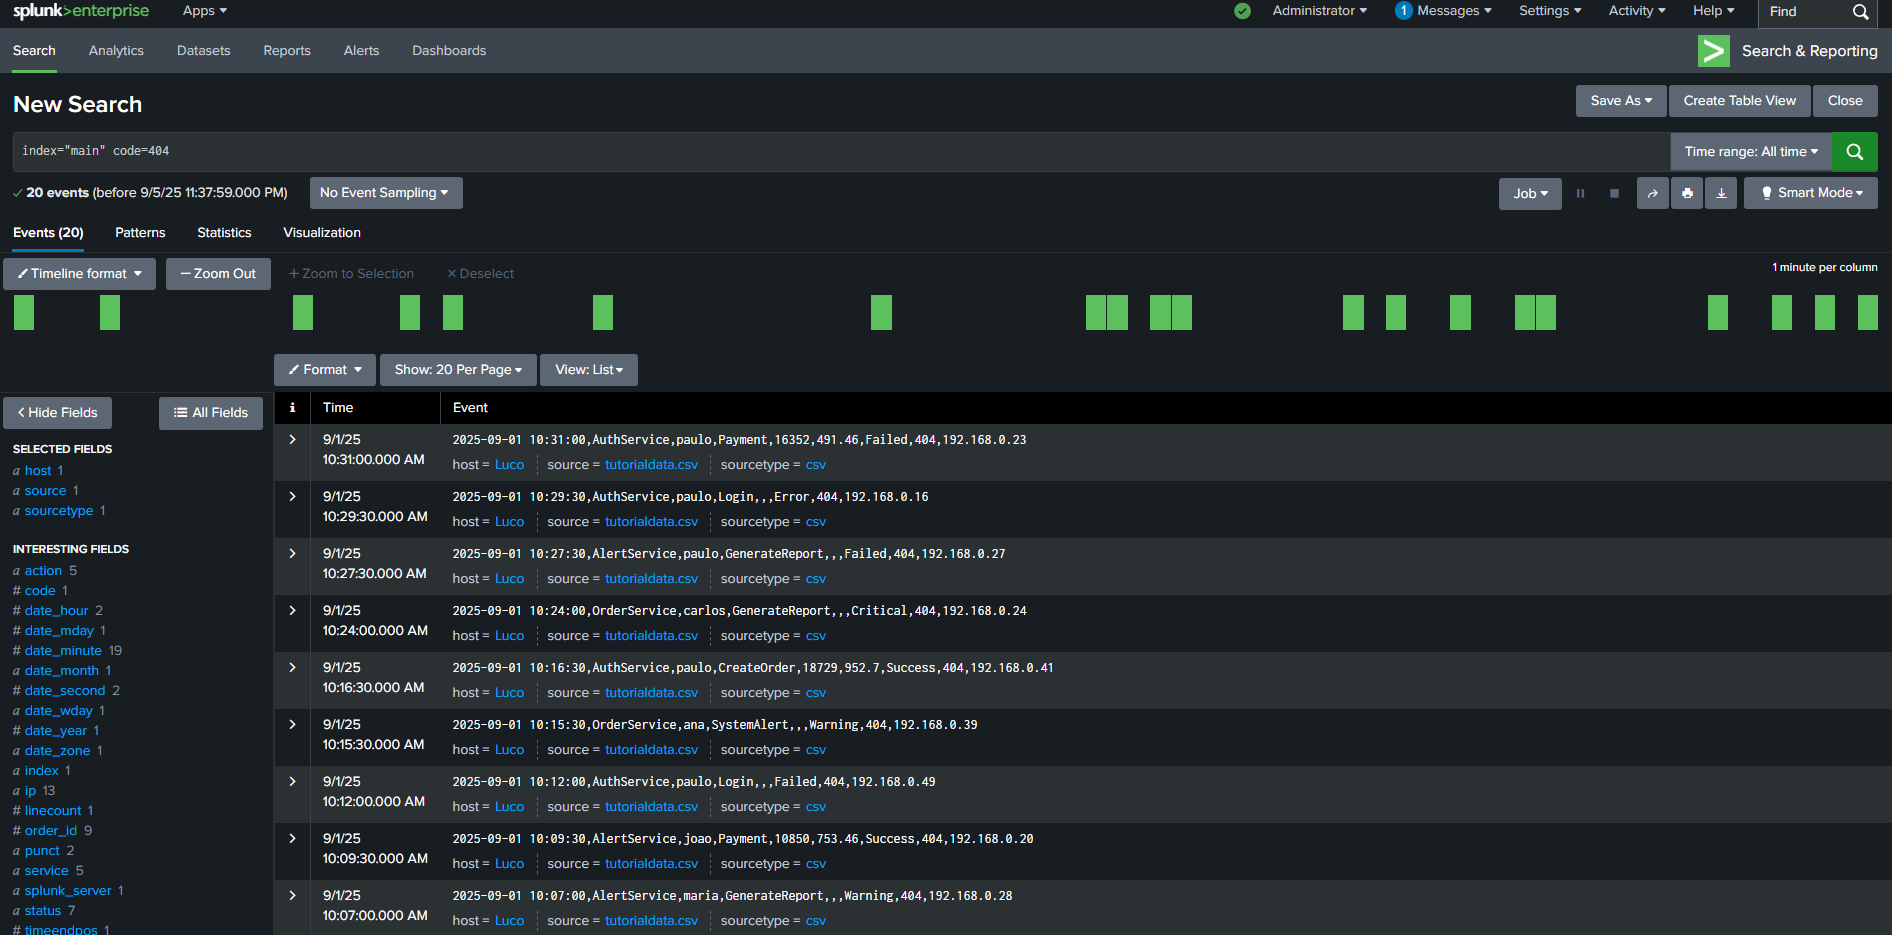 splunk>enterprise Apps Administrator 1 Messages Settings Activity Help Find
Search Analytics Datasets Reports Alerts Dashboards Search & Reporting
New Search Save As Create Table View Close
index="main" code=404 Time range: All time
20 events (before 9/5/25 11:37:59.000 PM) No Event Sampling Job Smart Mode
Events (20) Patterns Statistics Visualization
Timeline format – Zoom Out + Zoom to Selection × Deselect 1 minute per column
Format Show: 20 Per Page View: List
< Hide Fields All Fields
SELECTED FIELDS
a host 1
a source 1
a sourcetype 1
INTERESTING FIELDS
a action 5
# code 1
# date_hour 2
# date_mday 1
# date_minute 19
a date_month 1
# date_second 2
a date_wday 1
# date_year 1
a date_zone 1
a index 1
a ip 13
# linecount 1
# order_id 9
a punct 2
a service 5
a splunk_server 1
a status 7
# timeendpos 1
i Time Event
9/1/25 2025-09-01 10:31:00,AuthService,paulo,Payment,16352,491.46,Failed,404,192.168.0.23
10:31:00.000 AM host = Luco source = tutorialdata.csv sourcetype = csv
9/1/25 2025-09-01 10:29:30,AuthService,paulo,Login,,,Error,404,192.168.0.16
10:29:30.000 AM host = Luco source = tutorialdata.csv sourcetype = csv
9/1/25 2025-09-01 10:27:30,AlertService,paulo,GenerateReport,,,Failed,404,192.168.0.27
10:27:30.000 AM host = Luco source = tutorialdata.csv sourcetype = csv
9/1/25 2025-09-01 10:24:00,OrderService,carlos,GenerateReport,,,Critical,404,192.168.0.24
10:24:00.000 AM host = Luco source = tutorialdata.csv sourcetype = csv
9/1/25 2025-09-01 10:16:30,AuthService,paulo,CreateOrder,18729,952.7,Success,404,192.168.0.41
10:16:30.000 AM host = Luco source = tutorialdata.csv sourcetype = csv
9/1/25 2025-09-01 10:15:30,OrderService,ana,SystemAlert,,,Warning,404,192.168.0.39
10:15:30.000 AM host = Luco source = tutorialdata.csv sourcetype = csv
9/1/25 2025-09-01 10:12:00,AuthService,paulo,Login,,,Failed,404,192.168.0.49
10:12:00.000 AM host = Luco source = tutorialdata.csv sourcetype = csv
9/1/25 2025-09-01 10:09:30,AlertService,joao,Payment,10850,753.46,Success,404,192.168.0.20
10:09:30.000 AM host = Luco source = tutorialdata.csv sourcetype = csv
9/1/25 2025-09-01 10:07:00,AlertService,maria,GenerateReport,,,Warning,404,192.168.0.28
10:07:00.000 AM host = Luco source = tutorialdata.csv sourcetype = csv